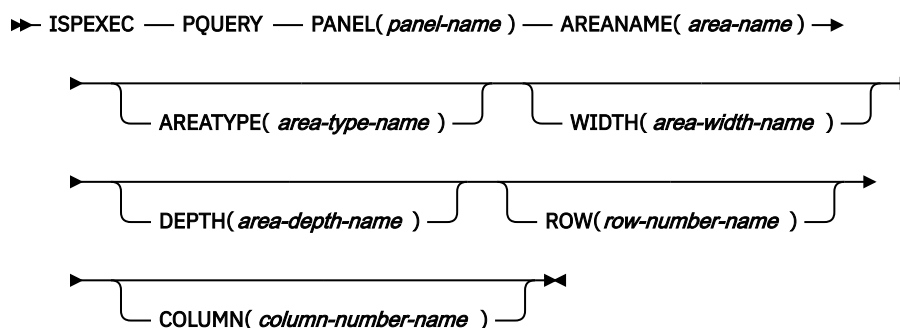 ISPEXEC PQUERY PANEL( panel-name ) AREANAME( area-name )
AREATYPE( area-type-name ) WIDTH( area-width-name )
DEPTH( area-depth-name ) ROW( row-number-name )
COLUMN( column-number-name )